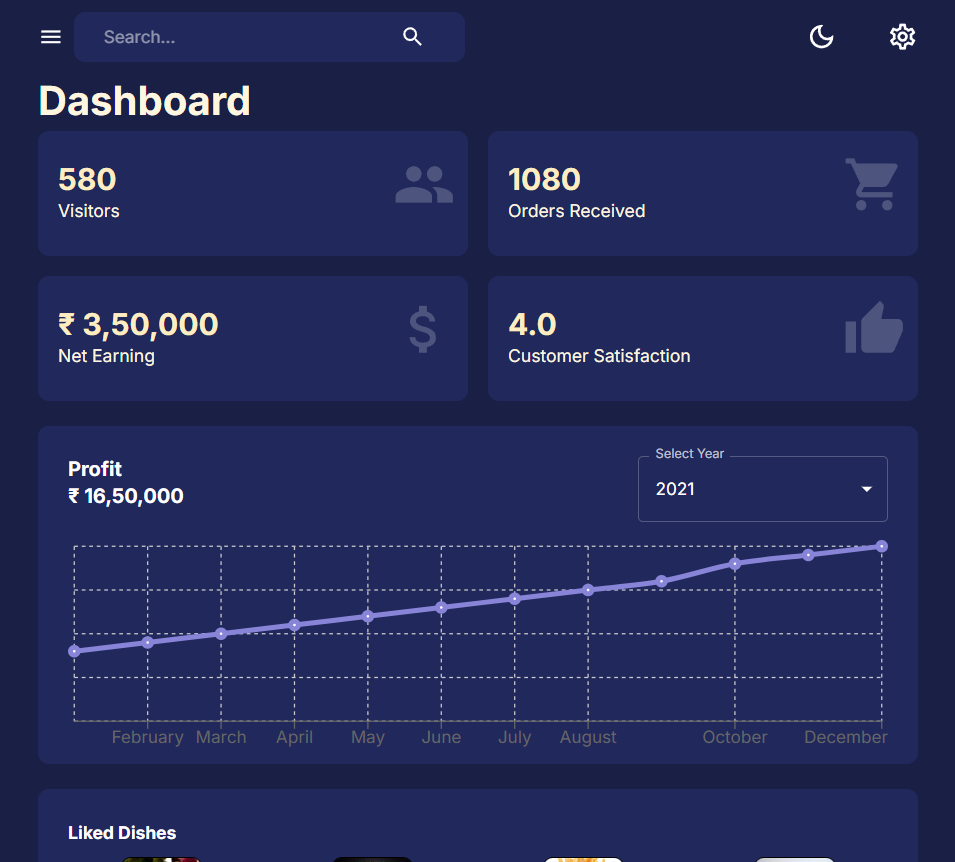 Search...
Dashboard
580
Visitors
1080
Orders Received
₹ 3,50,000
Net Earning
$
4.0
Customer Satisfaction
Profit
₹ 16,50,000
Select Year
2021
February March April May June July August October December
Liked Dishes